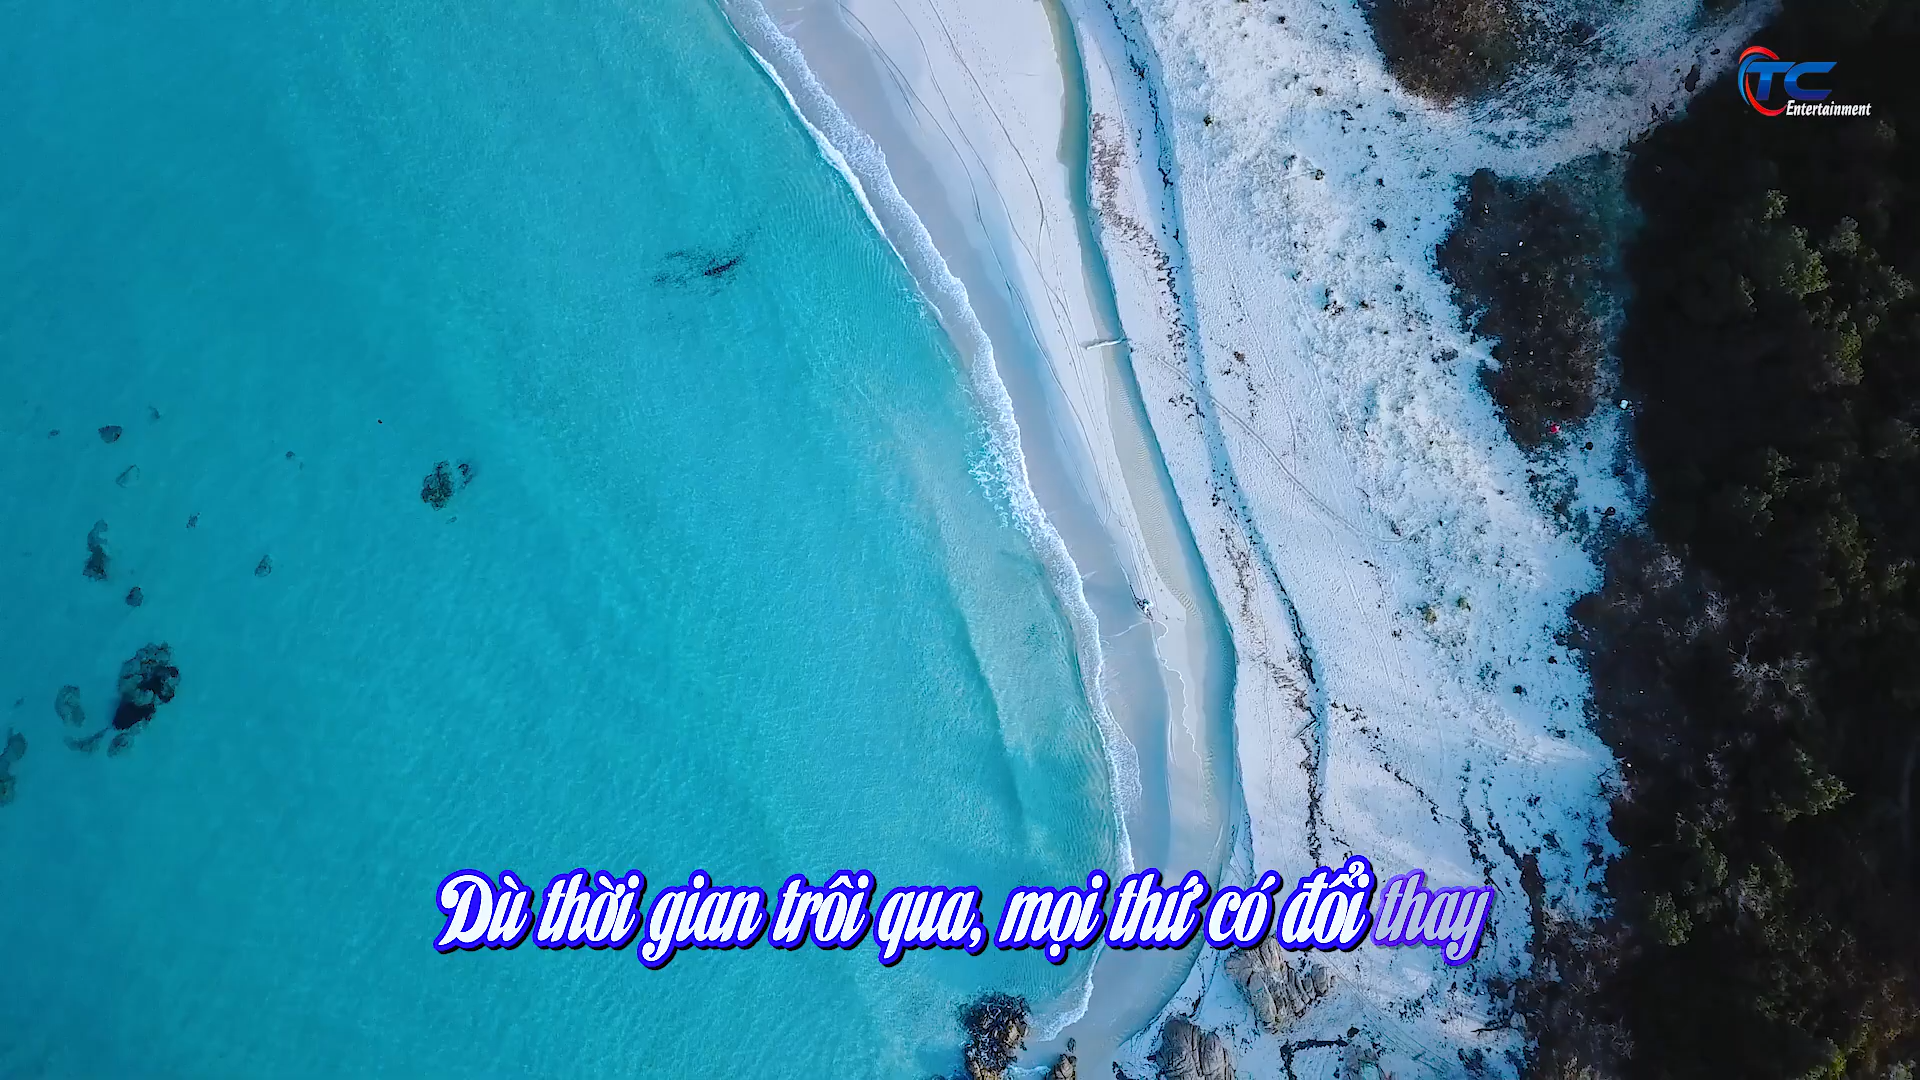 TC
Entertainment
Dù thời gian trôi qua, mọi thứ có đổi thay